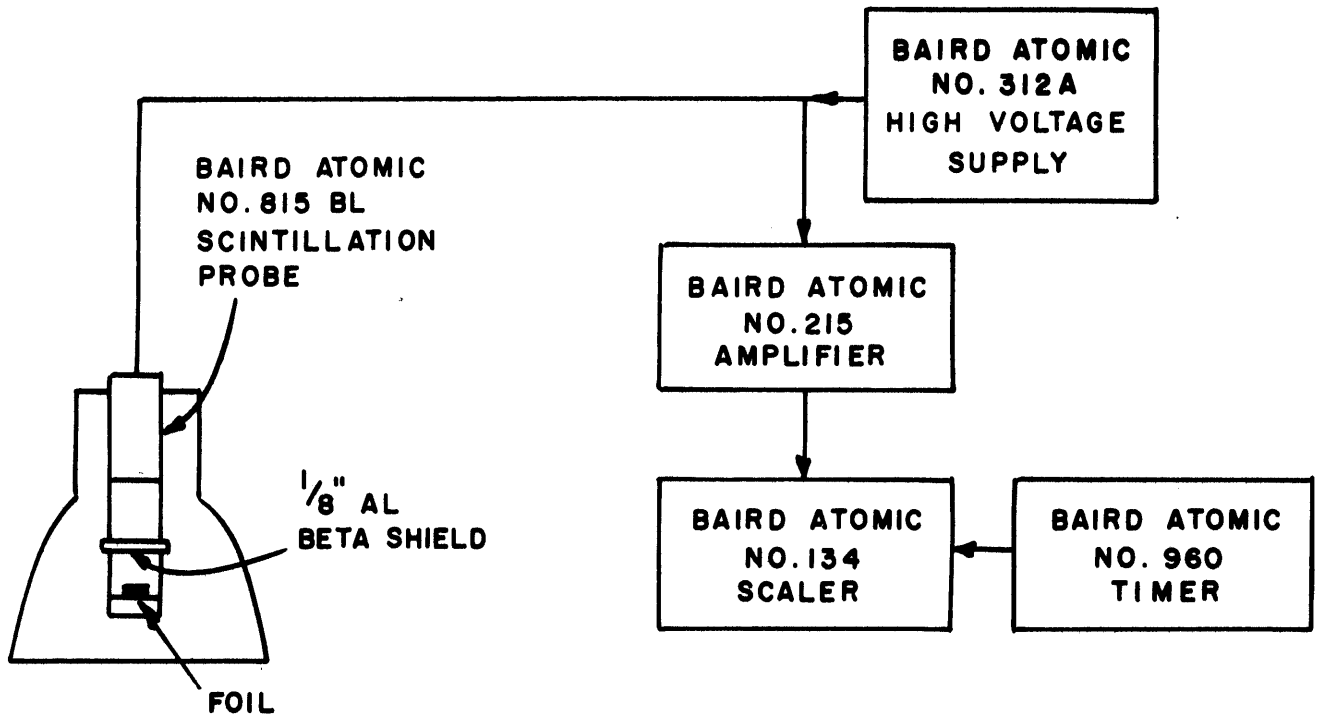 BAIRD ATOMIC
NO. 312A
HIGH VOLTAGE
SUPPLY
BAIRD ATOMIC
NO. 815 BL
SCINTILLATION
PROBE
BAIRD ATOMIC
NO. 215
AMPLIFIER
1/8" AL
BETA SHIELD
BAIRD ATOMIC
NO. 134
SCALER
BAIRD ATOMIC
NO. 960
TIMER
FOIL